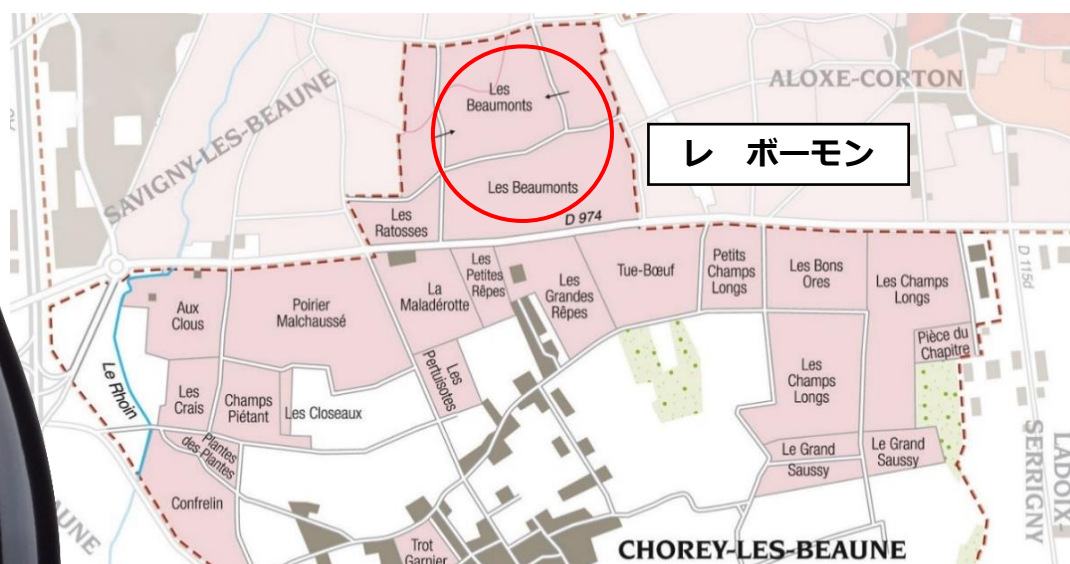 Les
Beaumonts
ALOXE-CORTON
SAVIGNY-LES-BEAUNE
レ ボーモン
Les Beaumonts
Les
Ratosses
D 974
Les
Petites
Rêpes
Les
Grandes
Rêpes
Tue-Bœuf
Petits
Champs
Longs
Les Bons
Ores
Les Champs
Longs
D 115d
Aux
Clous
Poirier
Malchaussé
La
Maladérotte
Pièce du
Chapitre
Le Rhoin
Les
Crais
Champs
Piétant
Les Closeaux
Les
Pertuisotes
Les
Champs
Longs
Plantes
des-Plantes
Le Grand
Saussy
Le Grand
Saussy
LADOIX-
SERRIGNY
Confrelin
Trot
Garnier
CHOREY-LES-BEAUNE